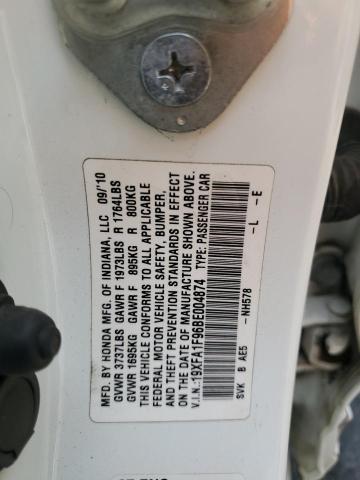 MFD. BY HONDA MFG. OF INDIANA, LLC 09/'10
GVWR 3737LBS GAWR F 1973LBS R 1764LBS
GVWR 1695KG GAWR F 895KG R 800KG
THIS VEHICLE CONFORMS TO ALL APPLICABLE
FEDERAL MOTOR VEHICLE SAFETY, BUMPER,
AND THEFT PREVENTION STANDARDS IN EFFECT
ON THE DATE OF MANUFACTURE SHOWN ABOVE.
V.I.N.:19XFA1F96BE004874 TYPE: PASSENGER CAR
SVK B AE5 -NH578 -L -E